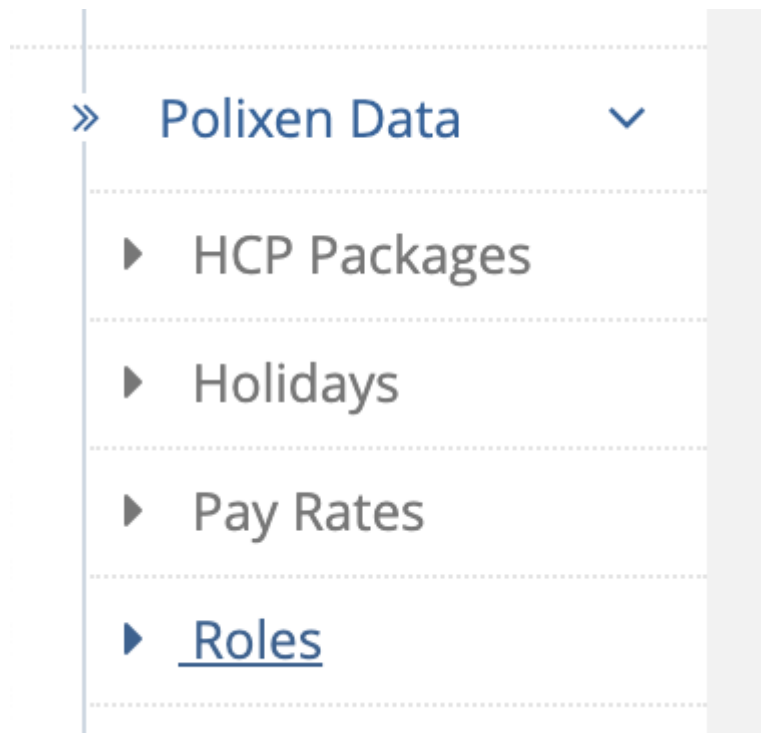 Polixen Data
HCP Packages
Holidays
Pay Rates
Roles